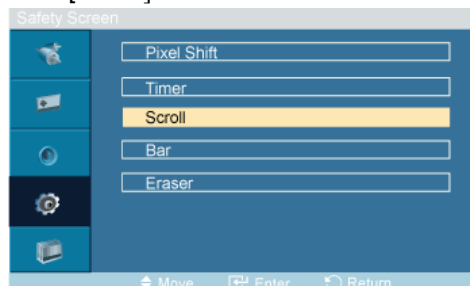 Safety Screen
Pixel Shift
Timer
Scroll
Bar
Eraser
Move Enter Return